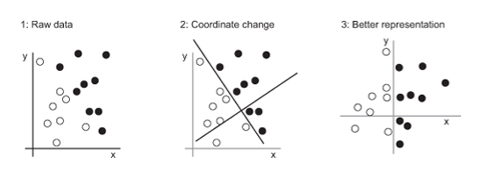 1: Raw data
2: Coordinate change
3: Better representation
y
x
y
x
y
x